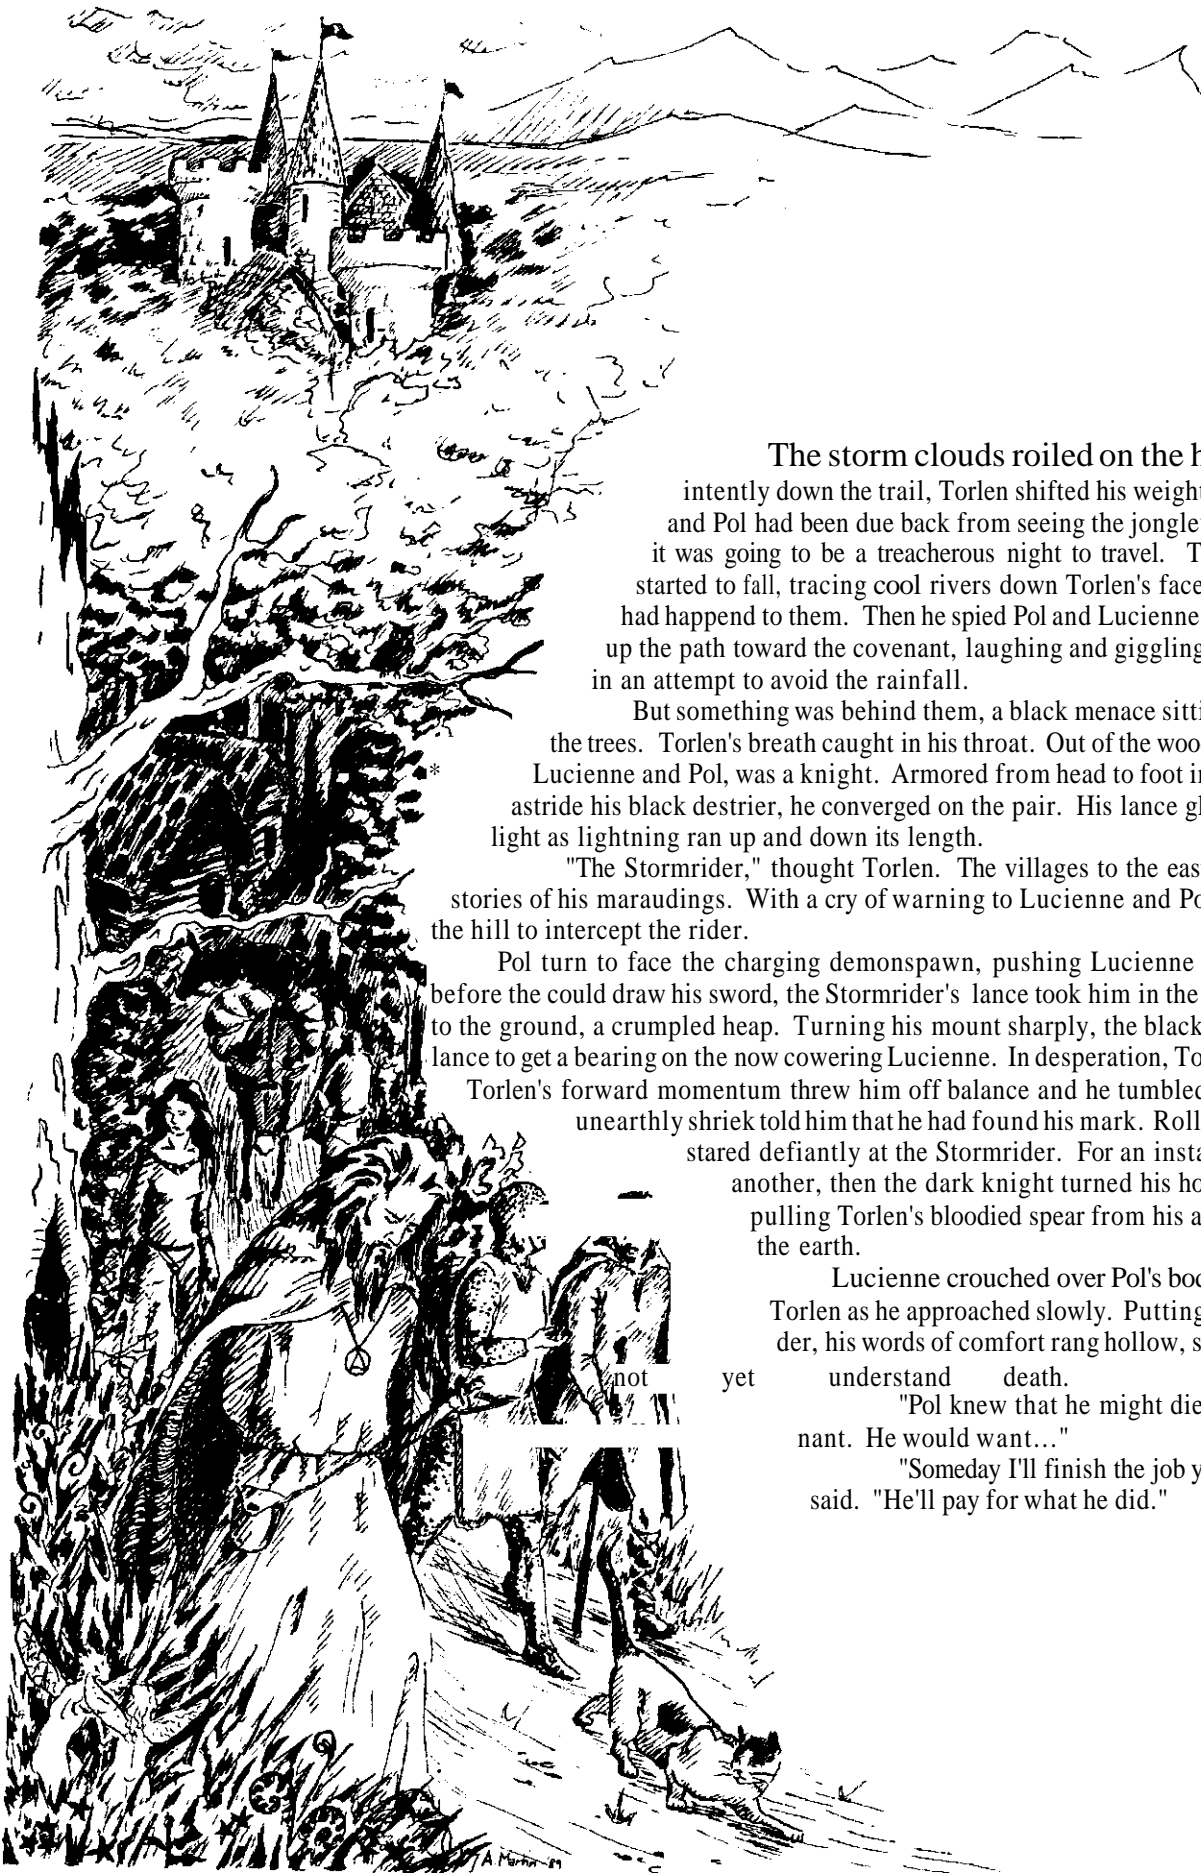 The storm clouds roiled on the h
intently down the trail, Torlen shifted his weight
and Pol had been due back from seeing the jongle
it was going to be a treacherous night to travel. T
started to fall, tracing cool rivers down Torlen's face
had happend to them. Then he spied Pol and Lucienne
up the path toward the covenant, laughing and giggling
in an attempt to avoid the rainfall.
But something was behind them, a black menace sitti
the trees. Torlen's breath caught in his throat. Out of the woo
Lucienne and Pol, was a knight. Armored from head to foot in
astride his black destrier, he converged on the pair. His lance gl
light as lightning ran up and down its length.
"The Stormrider," thought Torlen. The villages to the eas
stories of his maraudings. With a cry of warning to Lucienne and Po
the hill to intercept the rider.
Pol turn to face the charging demonspawn, pushing Lucienne
before the could draw his sword, the Stormrider's lance took him in the
to the ground, a crumpled heap. Turning his mount sharply, the black
lance to get a bearing on the now cowering Lucienne. In desperation, To
Torlen's forward momentum threw him off balance and he tumbled
unearthly shriek told him that he had found his mark. Roll
stared defiantly at the Stormrider. For an insta
another, then the dark knight turned his ho
pulling Torlen's bloodied spear from his a
the earth.
Lucienne crouched over Pol's bod
Torlen as he approached slowly. Putting
der, his words of comfort rang hollow, s
not yet understand death.
"Pol knew that he might die
nant. He would want..."
"Someday I'll finish the job y
said. "He'll pay for what he did."
A. Martin '89